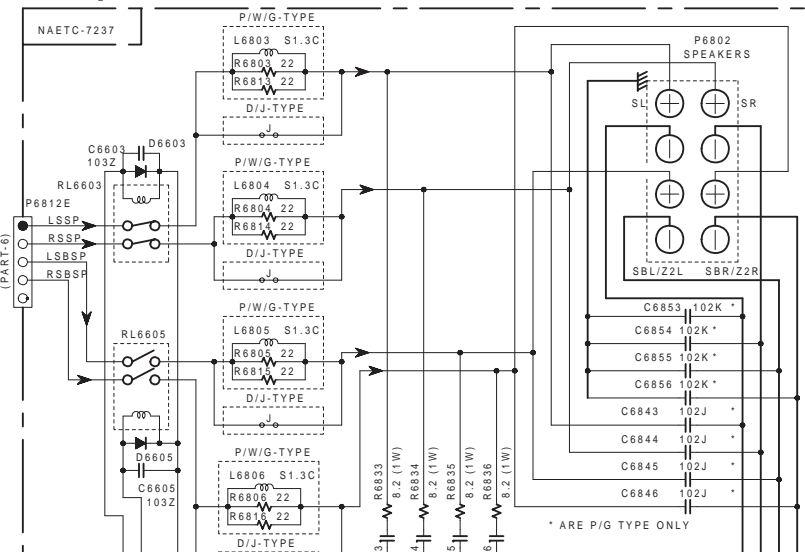 NAETC-7237
P/W/G-TYPE
L6803 S1.3C
R6803 22
R6813 22
D/J-TYPE
J
P6802
SPEAKERS
SL
SR
C6603
103Z
D6603
RL6603
P/W/G-TYPE
L6804 S1.3C
R6804 22
R6814 22
D/J-TYPE
J
P6812E
LSSP
RSSP
LSBSP
RSBSP
(PART-6)
SBL/Z2L
SBR/Z2R
P/W/G-TYPE
L6805 S1.3C
R6805 22
R6815 22
D/J-TYPE
J
RL6605
C6853 102K *
C6854 102K *
C6855 102K *
C6856 102K *
C6843 102J *
C6844 102J *
C6845 102J *
C6846 102J *
* ARE P/G TYPE ONLY
D6605
C6605
103Z
P/W/G-TYPE
L6806 S1.3C
R6806 22
R6816 22
D/J-TYPE
R6833
8.2 (1W)
R6834
8.2 (1W)
R6835
8.2 (1W)
R6836
8.2 (1W)
3
4
5
6